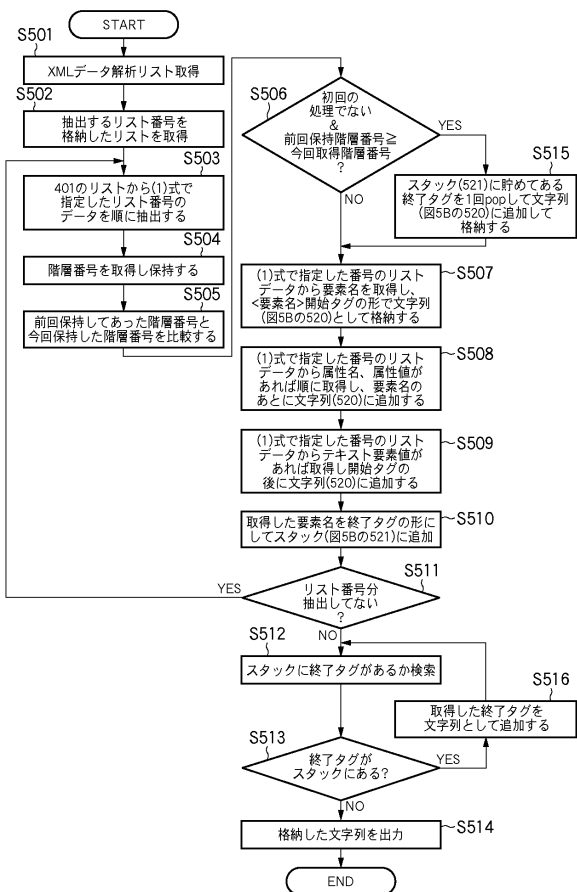 START
S501
XMLデータ解析リスト取得
S502
抽出するリスト番号を
格納したリストを取得
S503
401のリストから(1)式で
指定したリスト番号の
データを順に抽出する
S504
階層番号を取得し保持する
S505
前回保持してあった階層番号と
今回保持した階層番号を比較する
S506
初回の
処理でない
&
前回保持階層番号≧
今回取得階層番号
?
YES
NO
S515
スタック(521)に貯めてある
終了タグを1回popして文字列
(図5Bの520)に追加して
格納する
S507
(1)式で指定した番号のリスト
データから要素名を取得し、
<要素名>開始タグの形で文字列
(図5Bの520)として格納する
S508
(1)式で指定した番号のリスト
データから属性名、属性値が
あれば順に取得し、要素名の
あとに文字列(520)に追加する
S509
(1)式で指定した番号のリスト
データからテキスト要素値が
あれば取得し開始タグの
後に文字列(520)に追加する
S510
取得した要素名を終了タグの形に
してスタック(図5Bの521)に追加
S511
YES
リスト番号分
抽出してない
?
NO
S512
スタックに終了タグがあるか検索
S516
取得した終了タグを
文字列として追加する
S513
終了タグが
スタックにある?
YES
NO
S514
格納した文字列を出力
END